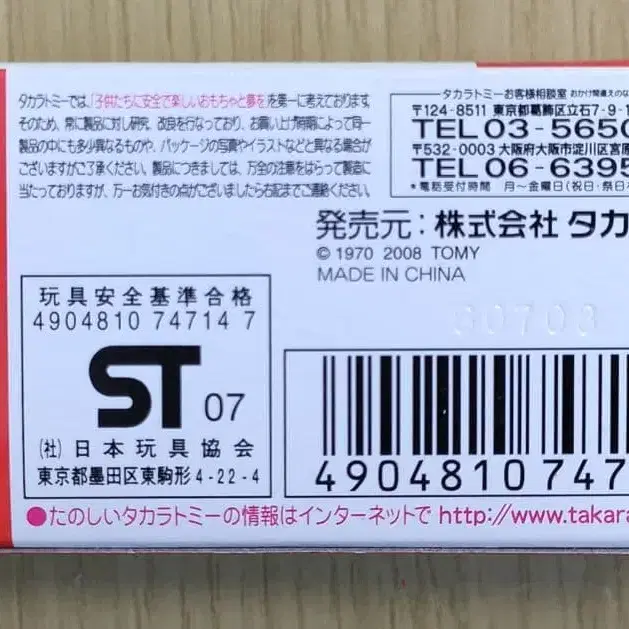 タカラトミーでは、「子供たちに安全で楽しいおもちゃと夢を」を第一に考えております。
そのため、常に製品に対し研究、改良を行なっており、お買い上げ時期によって同一
製品の中にも多少異なるものや、パッケージの写真やイラストなどと異なる場合が
ございますがご了承ください。製品につきましては、万全の注意をはらって製造に
当たっておりますが、万一お気付きの点がございましたら右記までご連絡ください。
タカラトミーお客様相談室 おかけ間違えのな
〒124-8511 東京都葛飾区立石7-9-1
TEL 03-5650
〒532-0003 大阪府大阪市淀川区宮原
TEL 06-6395
*電話受付時間 月〜金曜日(祝日・祭日
発売元：株式会社 タカ
© 1970 2008 TOMY
MADE IN CHINA
玩具安全基準合格
4904810 74714 7
ST 07
(社) 日本玩具協会
東京都墨田区東駒形4-22-4
4904810 747
●たのしいタカラトミーの情報はインターネットで http://www.takara